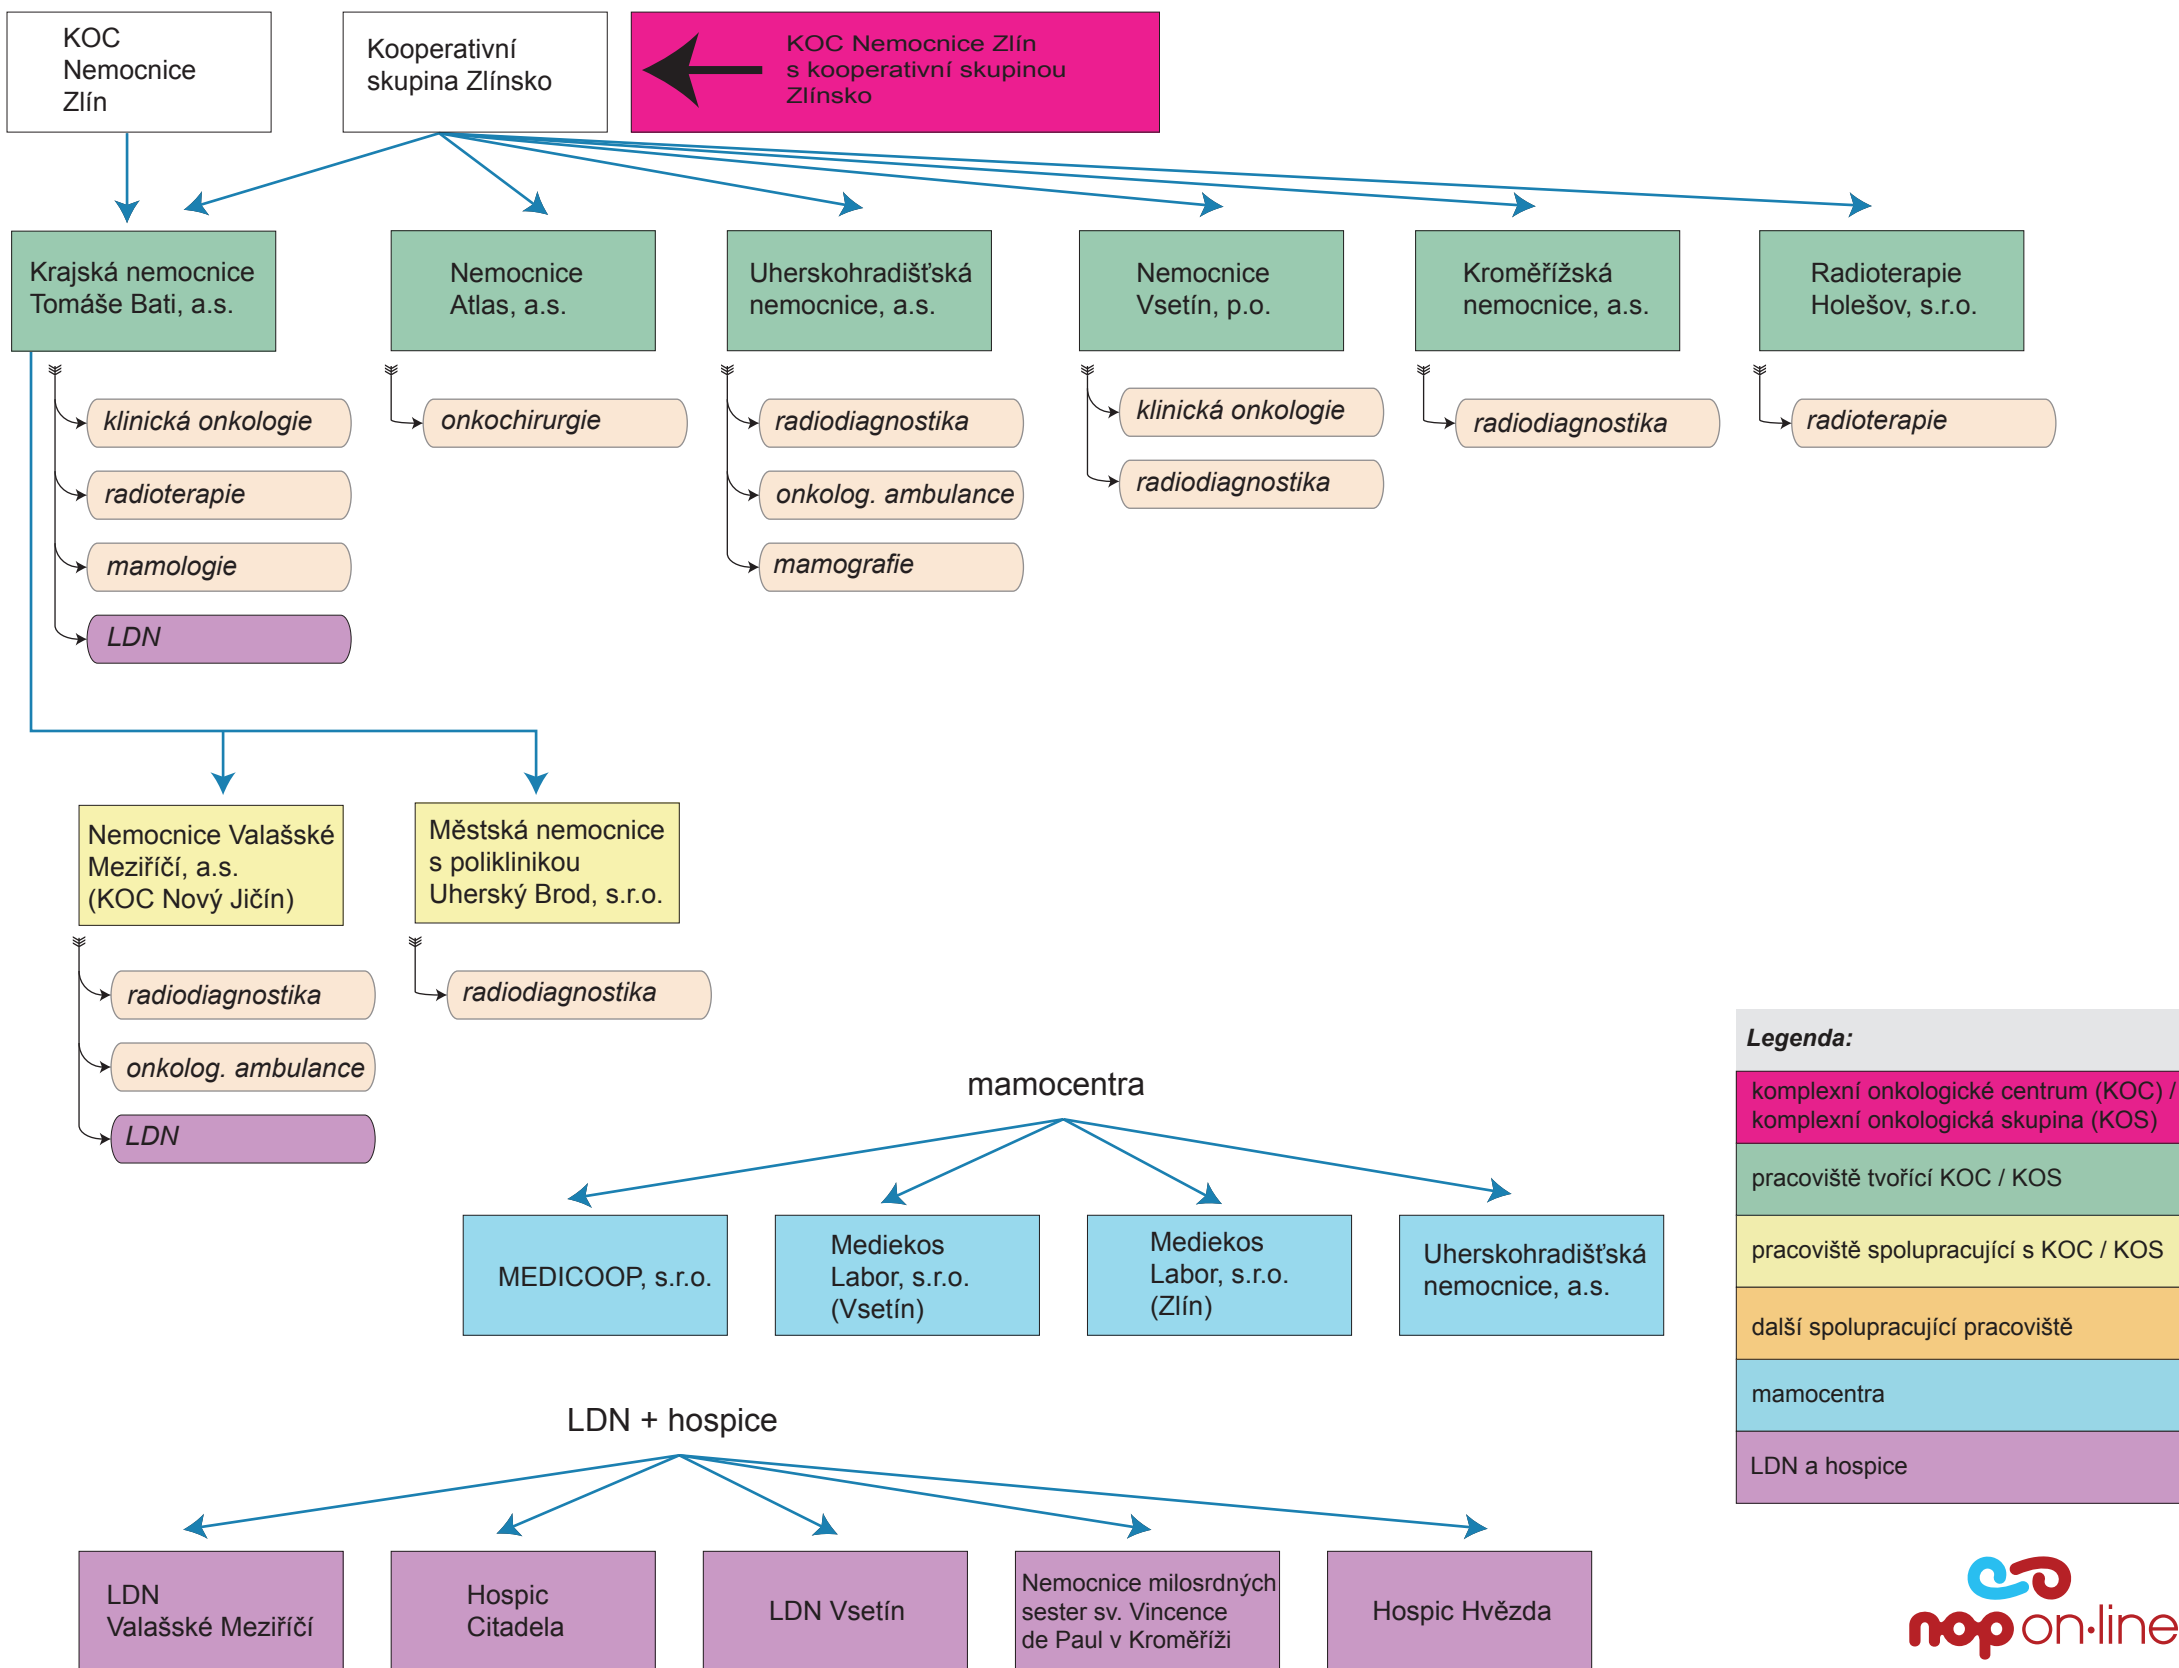 KOC
Nemocnice
Zlín
Kooperativní
skupina Zlínsko
KOC Nemocnice Zlín
s kooperativní skupinou
Zlínsko
Krajská nemocnice
Tomáše Bati, a.s.
Nemocnice
Atlas, a.s.
Uherskohradišťská
nemocnice, a.s.
Nemocnice
Vsetín, p.o.
Kroměřížská
nemocnice, a.s.
Radioterapie
Holešov, s.r.o.
klinická onkologie
radioterapie
mamologie
LDN
onkochirurgie
radiodiagnostika
onkolog. ambulance
mamografie
klinická onkologie
radiodiagnostika
radiodiagnostika
radioterapie
Nemocnice Valašské
Meziříčí, a.s.
(KOC Nový Jičín)
Městská nemocnice
s poliklinikou
Uherský Brod, s.r.o.
radiodiagnostika
onkolog. ambulance
LDN
radiodiagnostika
mamocentra
MEDICOOP, s.r.o.
Mediekos
Labor, s.r.o.
(Vsetín)
Mediekos
Labor, s.r.o.
(Zlín)
Uherskohradišťská
nemocnice, a.s.
LDN + hospice
LDN
Valašské Meziříčí
Hospic
Citadela
LDN Vsetín
Nemocnice milosrdných
sester sv. Vincence
de Paul v Kroměříži
Hospic Hvězda
Legenda:
komplexní onkologické centrum (KOC) /
komplexní onkologická skupina (KOS)
pracoviště tvořící KOC / KOS
pracoviště spolupracující s KOC / KOS
další spolupracující pracoviště
mamocentra
LDN a hospice
nop on·line